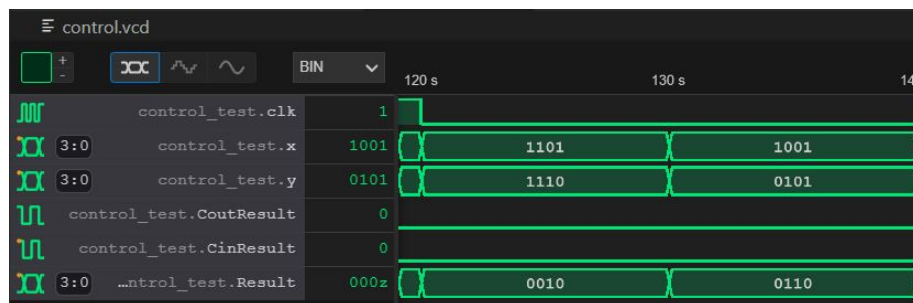 control.vcd
+
-
BIN
120 s
130 s
14
control_test.clk 1
3:0 control_test.x 1001 1101 1001
3:0 control_test.y 0101 1110 0101
control_test.CoutResult 0
control_test.CinResult 0
3:0 …ntrol_test.Result 000z 0010 0110